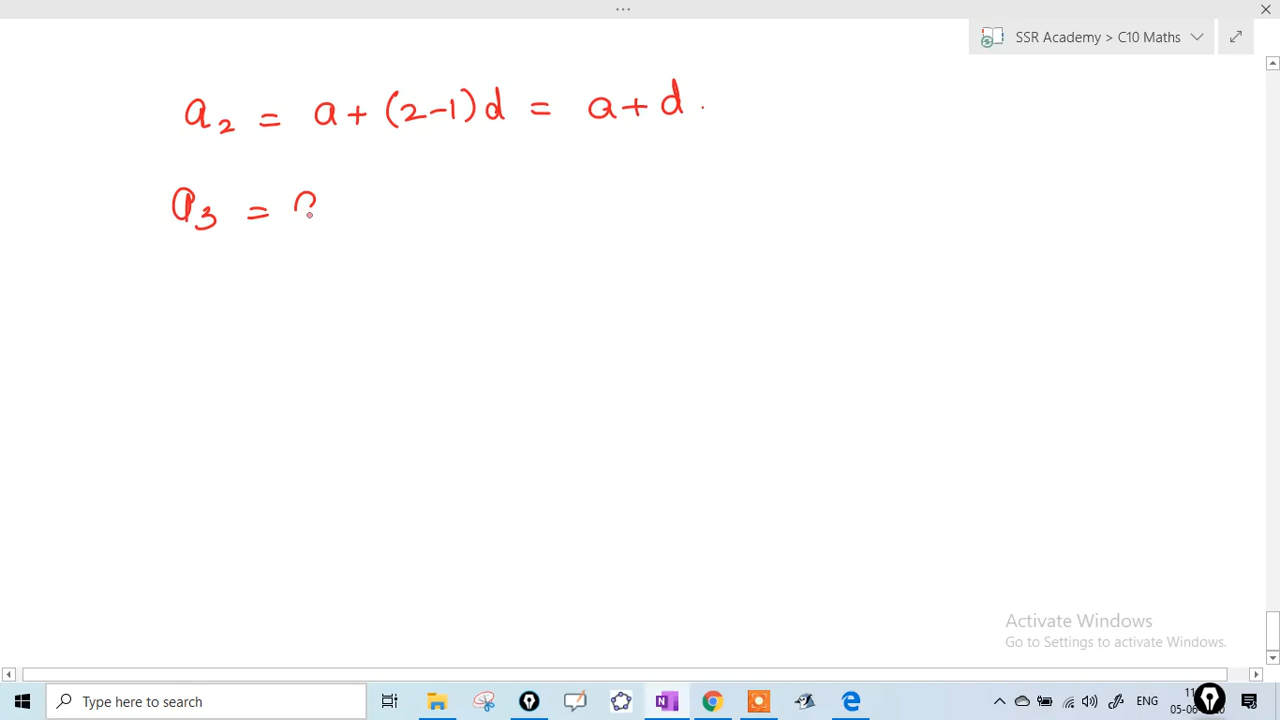 SSR Academy > C10 Maths
a₂ = a + (2-1)d = a + d.
a₃ =
Activate Windows
Go to Settings to activate Windows.
Type here to search
ENG